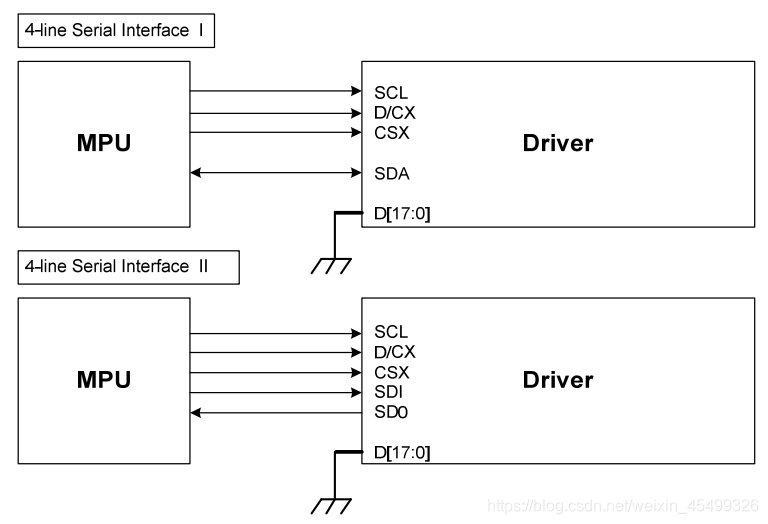 4-line Serial Interface I
MPU
SCL
D/CX
CSX
SDA
D[17:0]
Driver
4-line Serial Interface II
MPU
SCL
D/CX
CSX
SDI
SD0
D[17:0]
Driver
https://blog.csdn.net/weixin_45499326